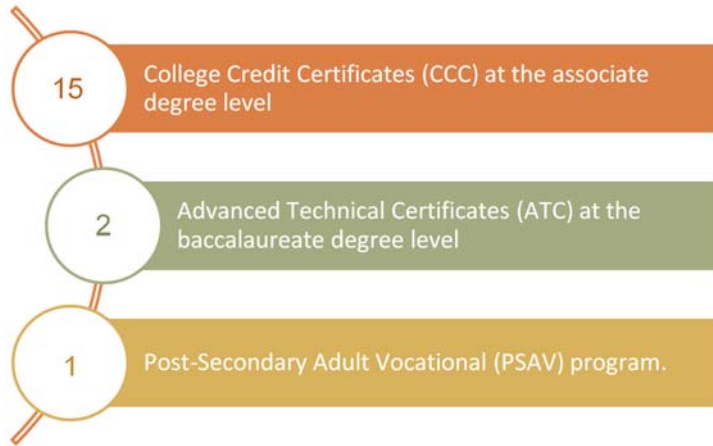 15
College Credit Certificates (CCC) at the associate
degree level
2
Advanced Technical Certificates (ATC) at the
baccalaureate degree level
1
Post-Secondary Adult Vocational (PSAV) program.